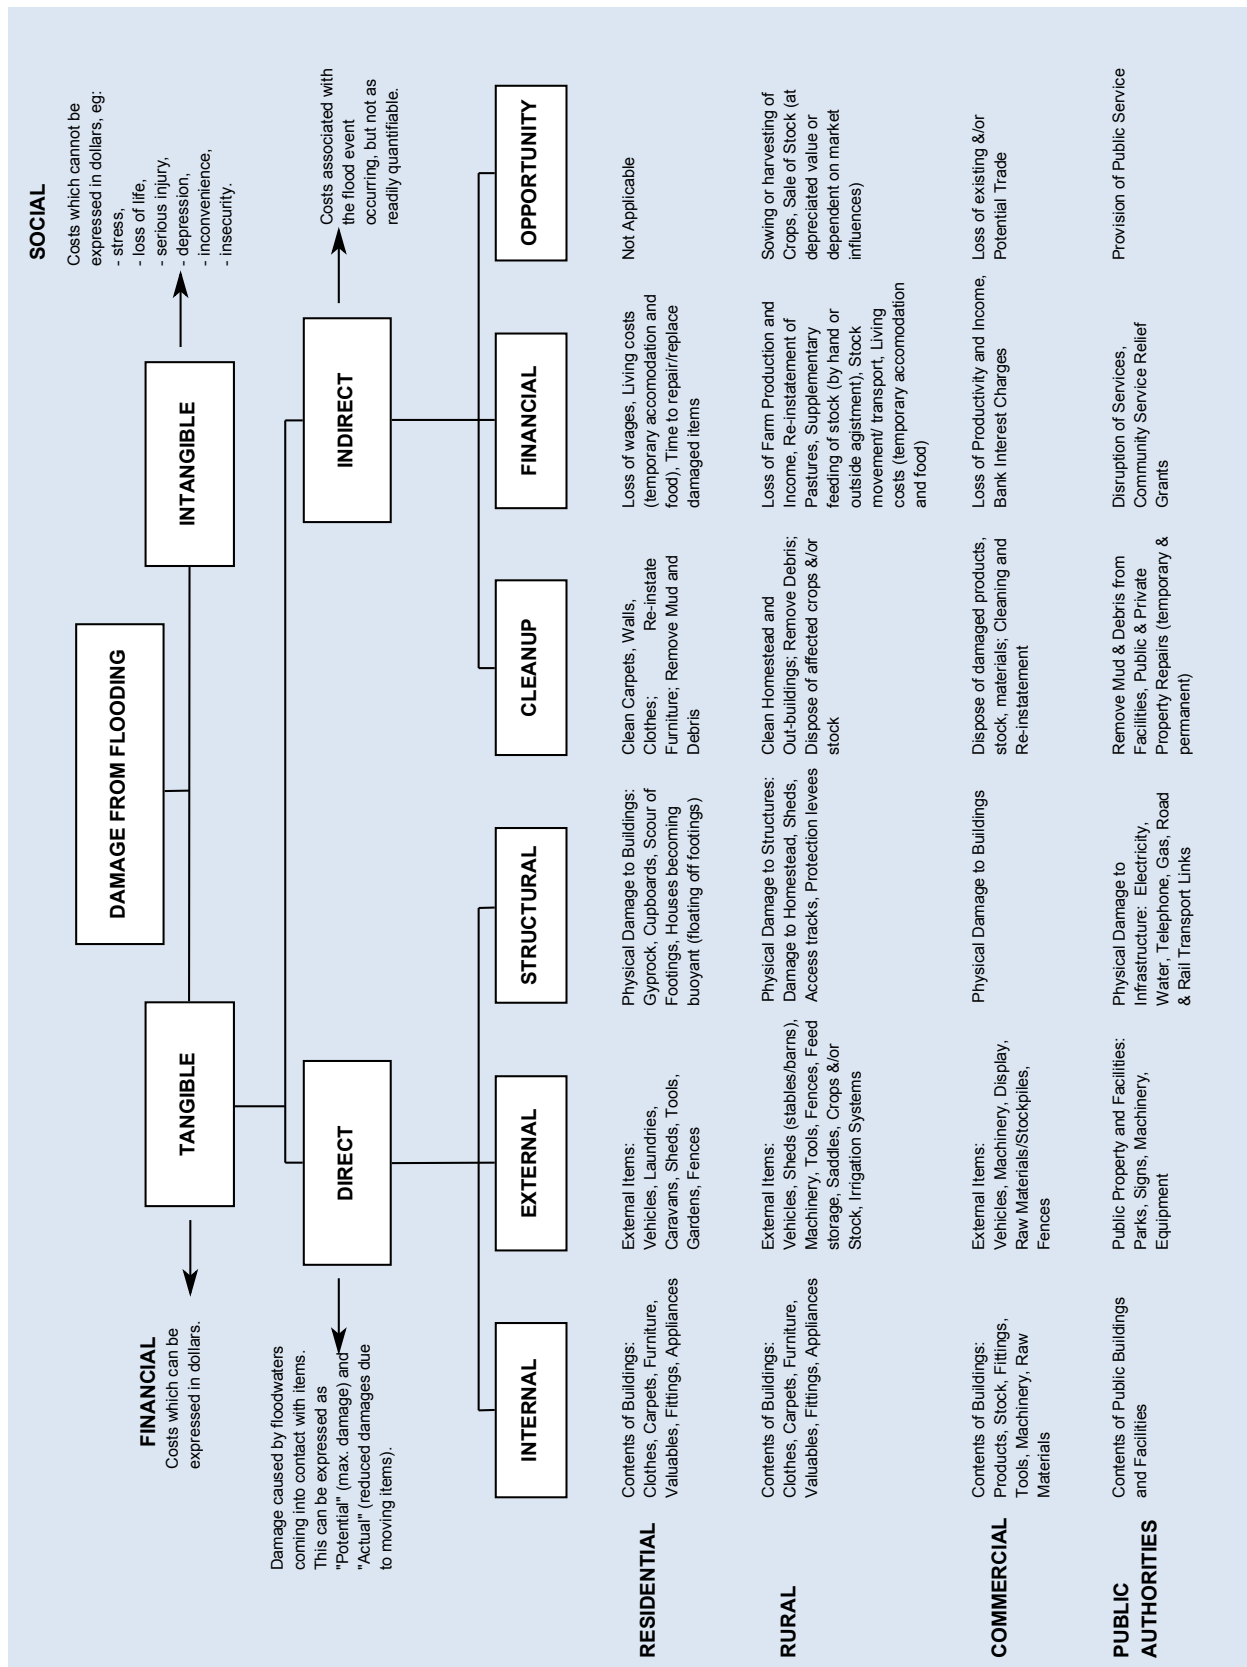 DAMAGE FROM FLOODING
FINANCIAL
Costs which can be
expressed in dollars.
TANGIBLE
INTANGIBLE
SOCIAL
Costs which cannot be
expressed in dollars, eg:
- stress,
- loss of life,
- serious injury,
- depression,
- inconvenience,
- insecurity.
Damage caused by floodwaters
coming into contact with items.
This can be expressed as
"Potential" (max. damage) and
"Actual" (reduced damages due
to moving items).
DIRECT
INDIRECT
Costs associated with
the flood event
occurring, but not as
readily quantifiable.
INTERNAL
EXTERNAL
STRUCTURAL
CLEANUP
FINANCIAL
OPPORTUNITY
RESIDENTIAL
Contents of Buildings:
Clothes, Carpets, Furniture,
Valuables, Fittings, Appliances
External Items:
Vehicles, Laundries,
Caravans, Sheds, Tools,
Gardens, Fences
Physical Damage to Buildings:
Gyprock, Cupboards, Scour of
Footings, Houses becoming
buoyant (floating off footings)
Clean Carpets, Walls,
Clothes; Re-instate
Furniture; Remove Mud and
Debris
Loss of wages, Living costs
(temporary accomodation and
food), Time to repair/replace
damaged items
Not Applicable
RURAL
Contents of Buildings:
Clothes, Carpets, Furniture,
Valuables, Fittings, Appliances
External Items:
Vehicles, Sheds (stables/barns),
Machinery, Tools, Fences, Feed
storage, Saddles, Crops &/or
Stock, Irrigation Systems
Physical Damage to Structures:
Damage to Homestead, Sheds,
Access tracks, Protection levees
Clean Homestead and
Out-buildings; Remove Debris;
Dispose of affected crops &/or
stock
Loss of Farm Production and
Income, Re-instatement of
Pastures, Supplementary
feeding of stock (by hand or
outside agistment), Stock
movement/ transport, Living
costs (temporary accomodation
and food)
Sowing or harvesting of
Crops, Sale of Stock (at
depreciated value or
dependent on market
influences)
COMMERCIAL
Contents of Buildings:
Products, Stock, Fittings,
Tools, Machinery, Raw
Materials
External Items:
Vehicles, Machinery, Display,
Raw Materials/Stockpiles,
Fences
Physical Damage to Buildings
Dispose of damaged products,
stock, materials; Cleaning and
Re-instatement
Loss of Productivity and Income,
Bank Interest Charges
Loss of existing &/or
Potential Trade
PUBLIC
AUTHORITIES
Contents of Public Buildings
and Facilities
Public Property and Facilities:
Parks, Signs, Machinery,
Equipment
Physical Damage to
Infrastructure: Electricity,
Water, Telephone, Gas, Road
& Rail Transport Links
Remove Mud & Debris from
Facilities, Public & Private
Property Repairs (temporary &
permanent)
Disruption of Services,
Community Service Relief
Grants
Provision of Public Service